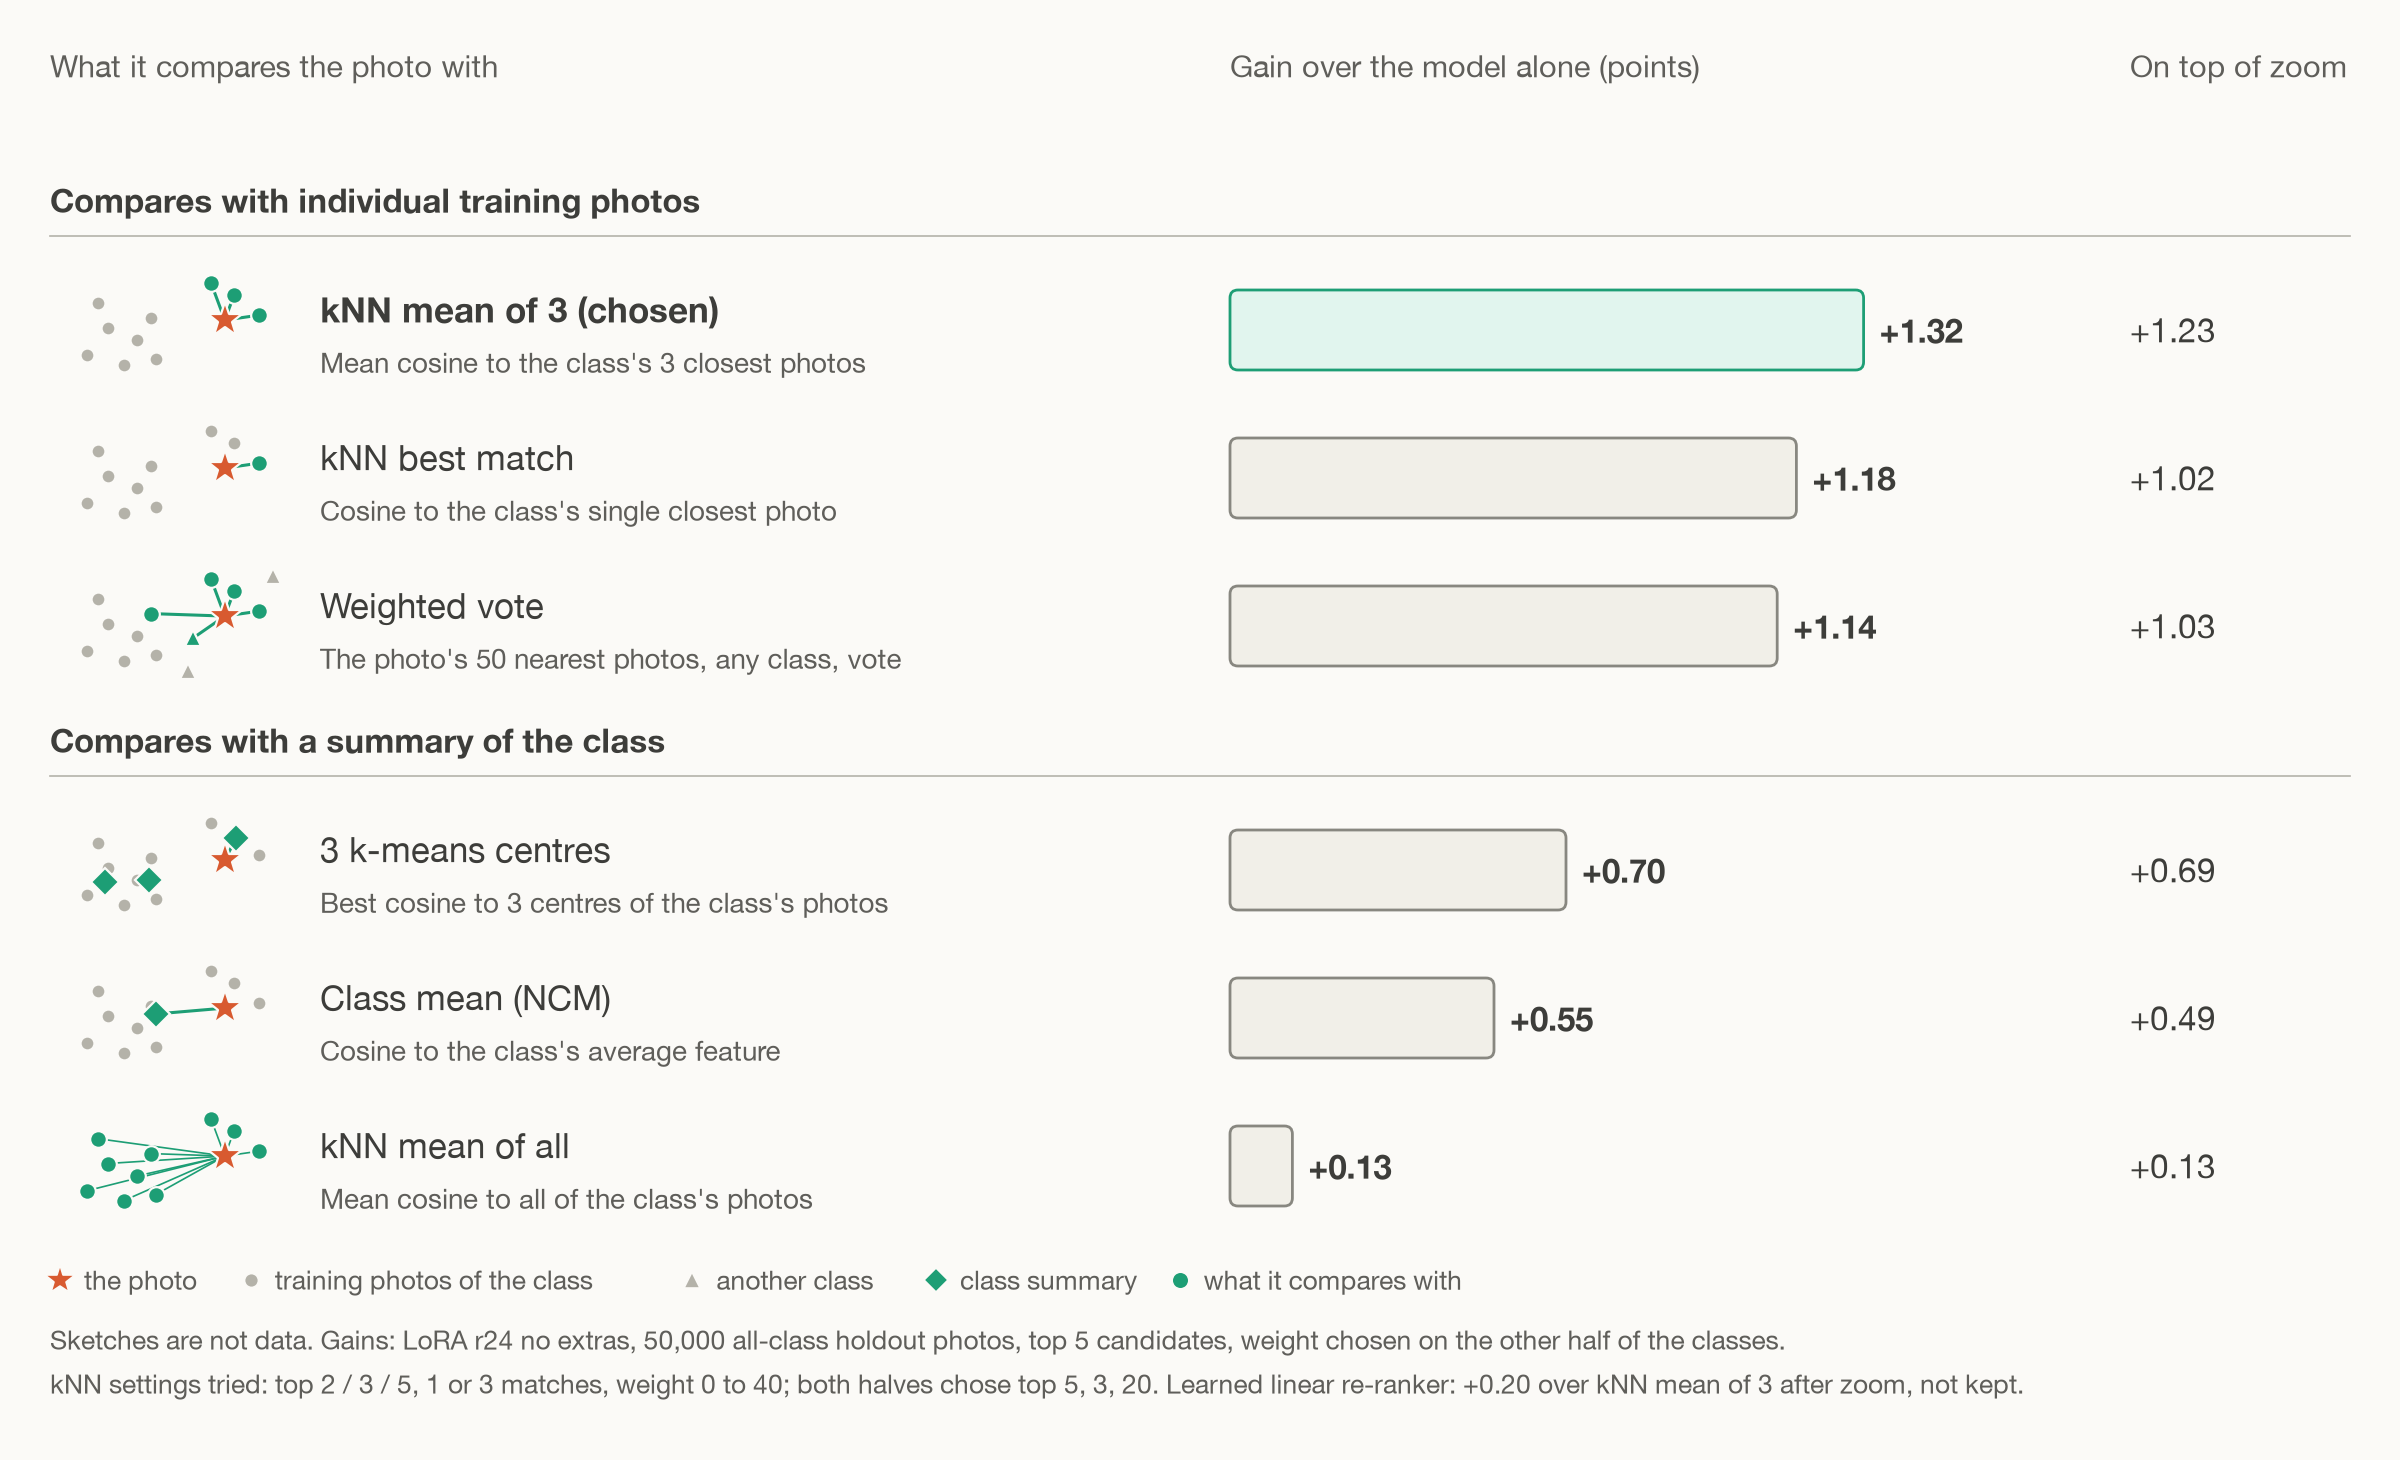 What it compares the photo with
Gain over the model alone (points)
On top of zoom
Compares with individual training photos
kNN mean of 3 (chosen)
Mean cosine to the class's 3 closest photos
+1.32
+1.23
kNN best match
Cosine to the class's single closest photo
+1.18
+1.02
Weighted vote
The photo's 50 nearest photos, any class, vote
+1.14
+1.03
Compares with a summary of the class
3 k-means centres
Best cosine to 3 centres of the class's photos
+0.70
+0.69
Class mean (NCM)
Cosine to the class's average feature
+0.55
+0.49
kNN mean of all
Mean cosine to all of the class's photos
+0.13
+0.13
the photo
training photos of the class
another class
class summary
what it compares with
Sketches are not data. Gains: LoRA r24 no extras, 50,000 all-class holdout photos, top 5 candidates, weight chosen on the other half of the classes.
kNN settings tried: top 2 / 3 / 5, 1 or 3 matches, weight 0 to 40; both halves chose top 5, 3, 20. Learned linear re-ranker: +0.20 over kNN mean of 3 after zoom, not kept.